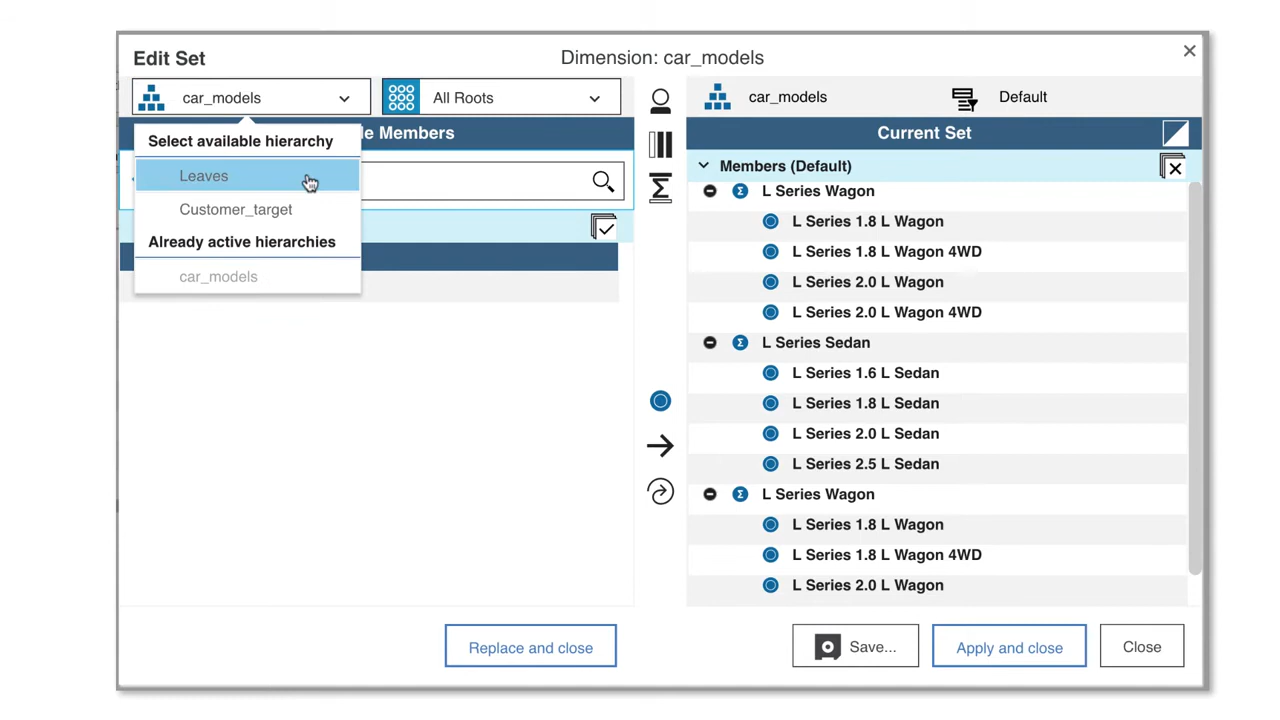 Edit Set
Dimension: car_models
car_models
All Roots
car_models
Default
Select available hierarchy
Leaves
Customer_target
Already active hierarchies
car_models
Members
Current Set
Members (Default)
L Series Wagon
L Series 1.8 L Wagon
L Series 1.8 L Wagon 4WD
L Series 2.0 L Wagon
L Series 2.0 L Wagon 4WD
L Series Sedan
L Series 1.6 L Sedan
L Series 1.8 L Sedan
L Series 2.0 L Sedan
L Series 2.5 L Sedan
L Series Wagon
L Series 1.8 L Wagon
L Series 1.8 L Wagon 4WD
L Series 2.0 L Wagon
Replace and close
Save...
Apply and close
Close